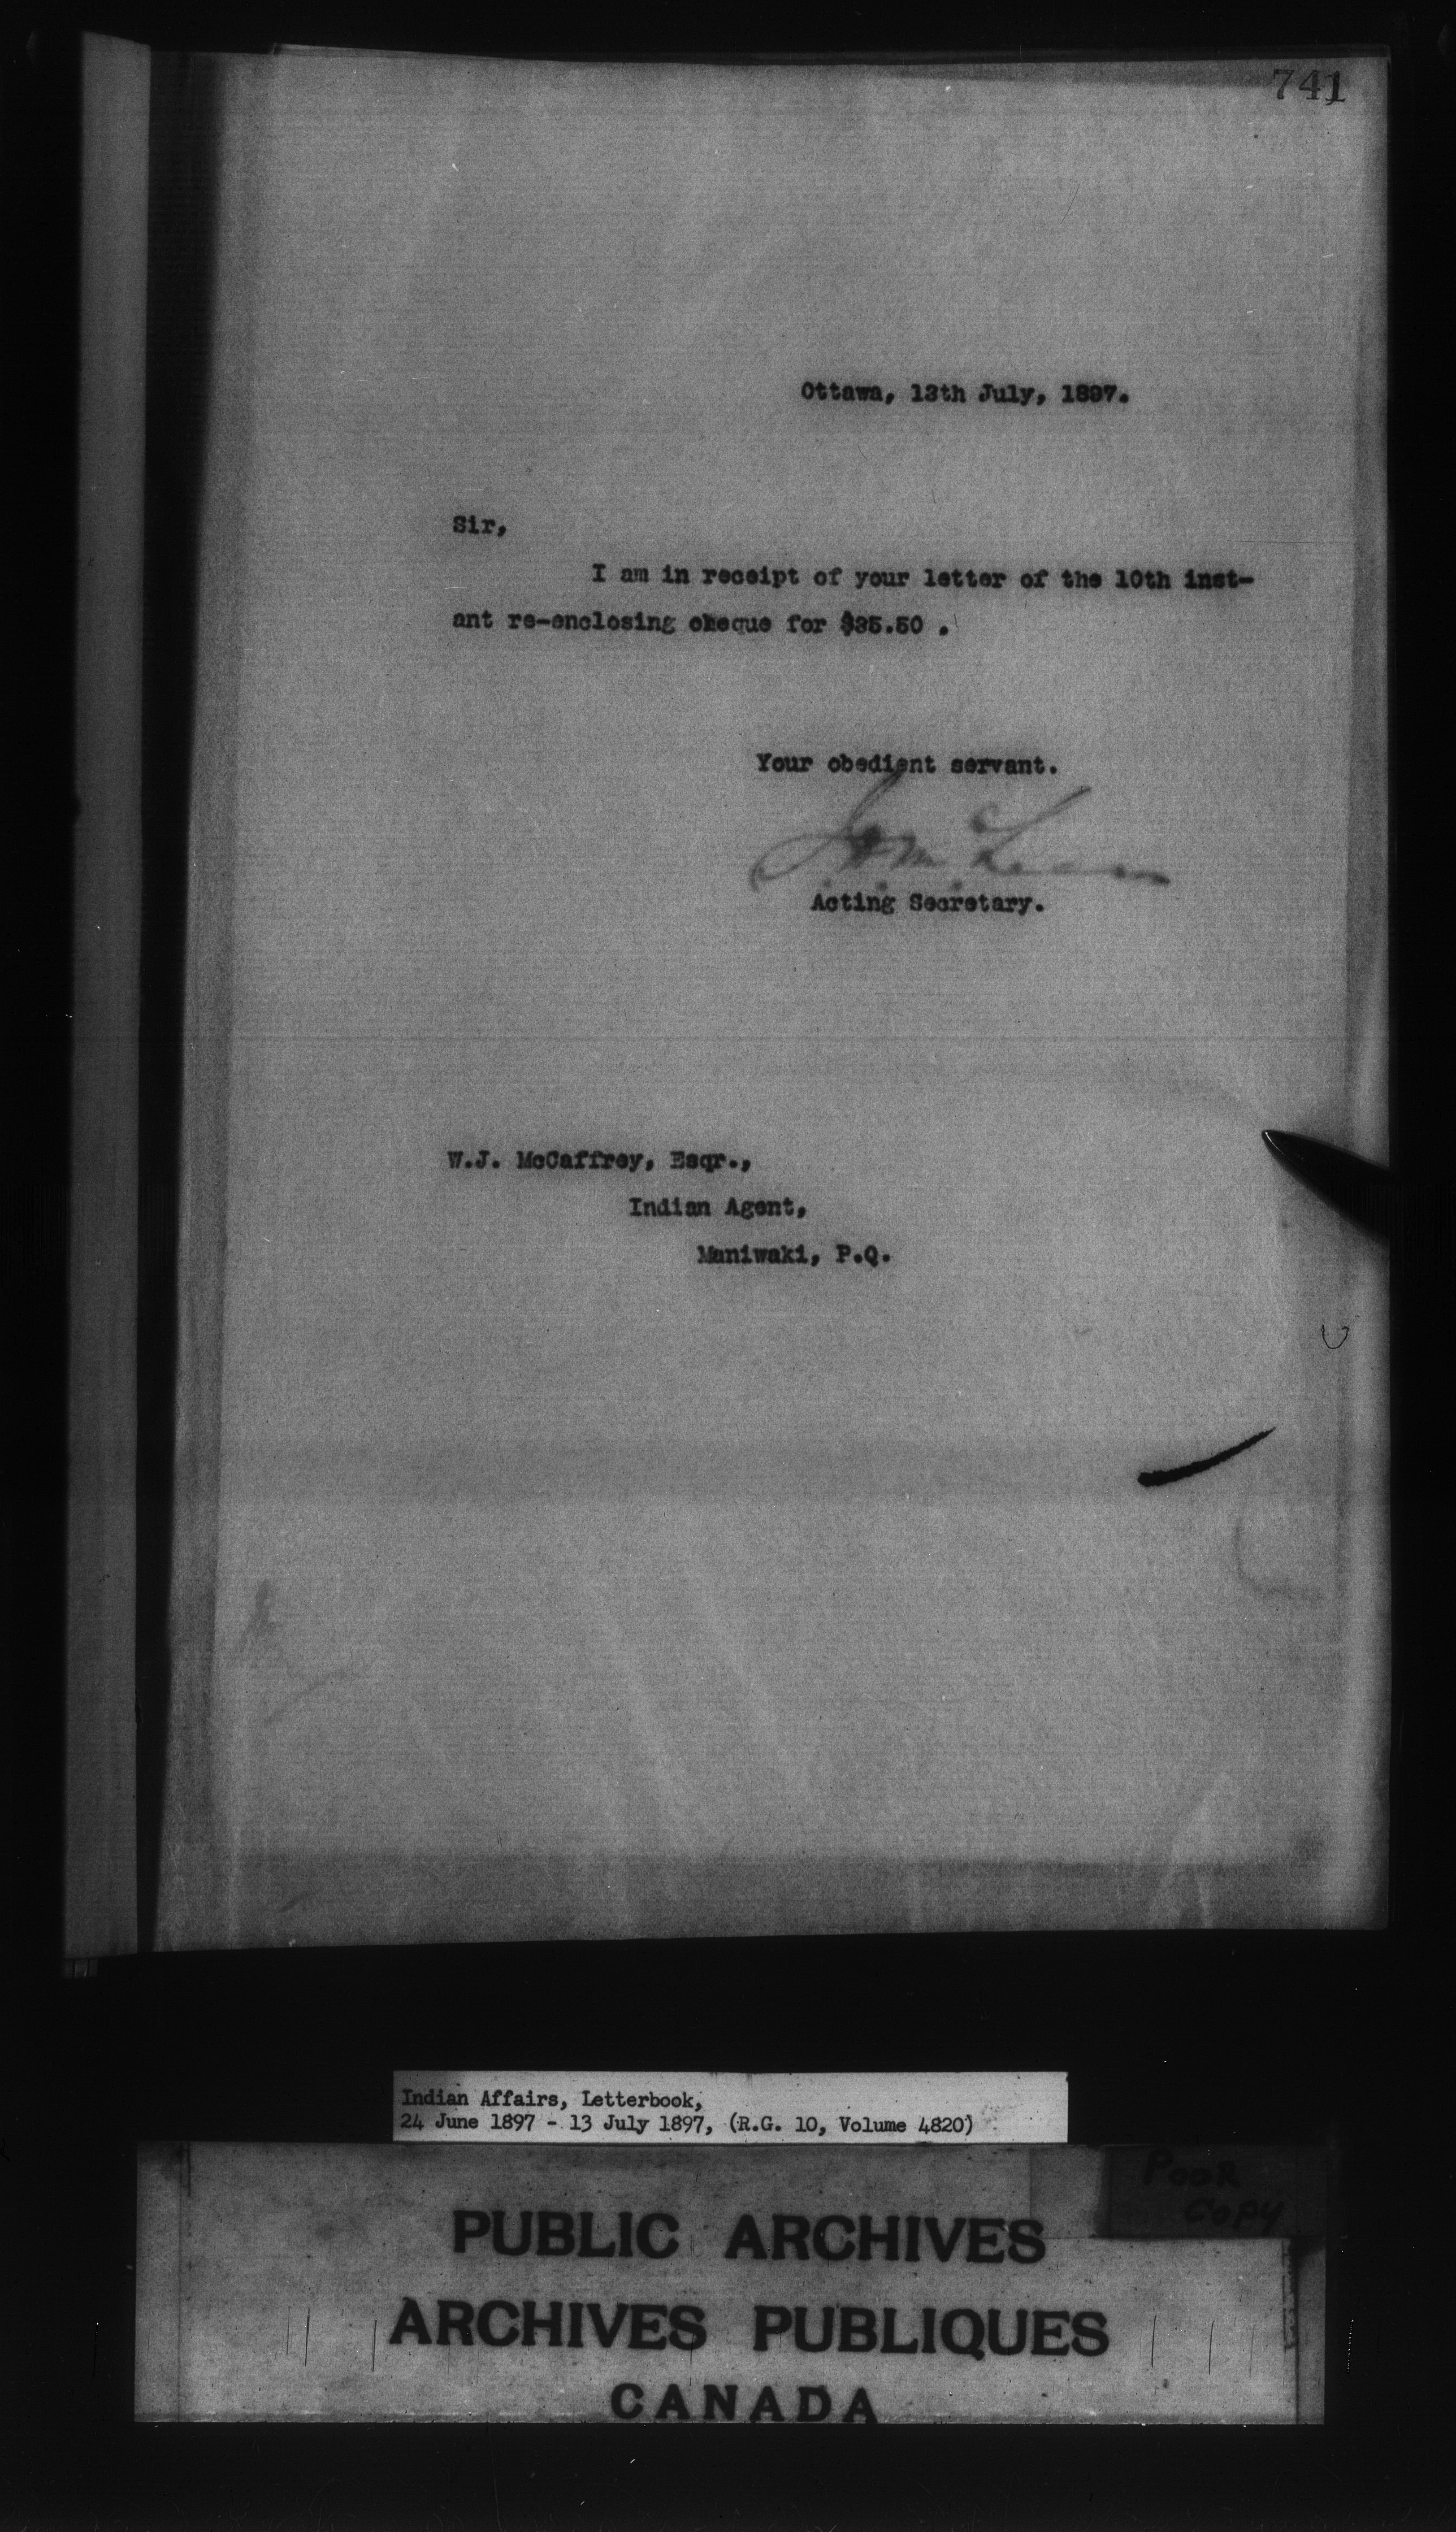 741
Ottawa, 13th July, 1897.
Sir,
I am in receipt of your letter of the 10th inst-
ant re-enclosing cheque for $35.50 .
Your obedient servant.
J. D. McLean
Acting Secretary.
W.J. McCaffrey, Esqr.,
Indian Agent,
Maniwaki, P.Q.
Indian Affairs, Letterbook,
24 June 1897 - 13 July 1897, (R.G. 10, Volume 4820)
POOR
COPY
PUBLIC ARCHIVES
ARCHIVES PUBLIQUES
CANADA